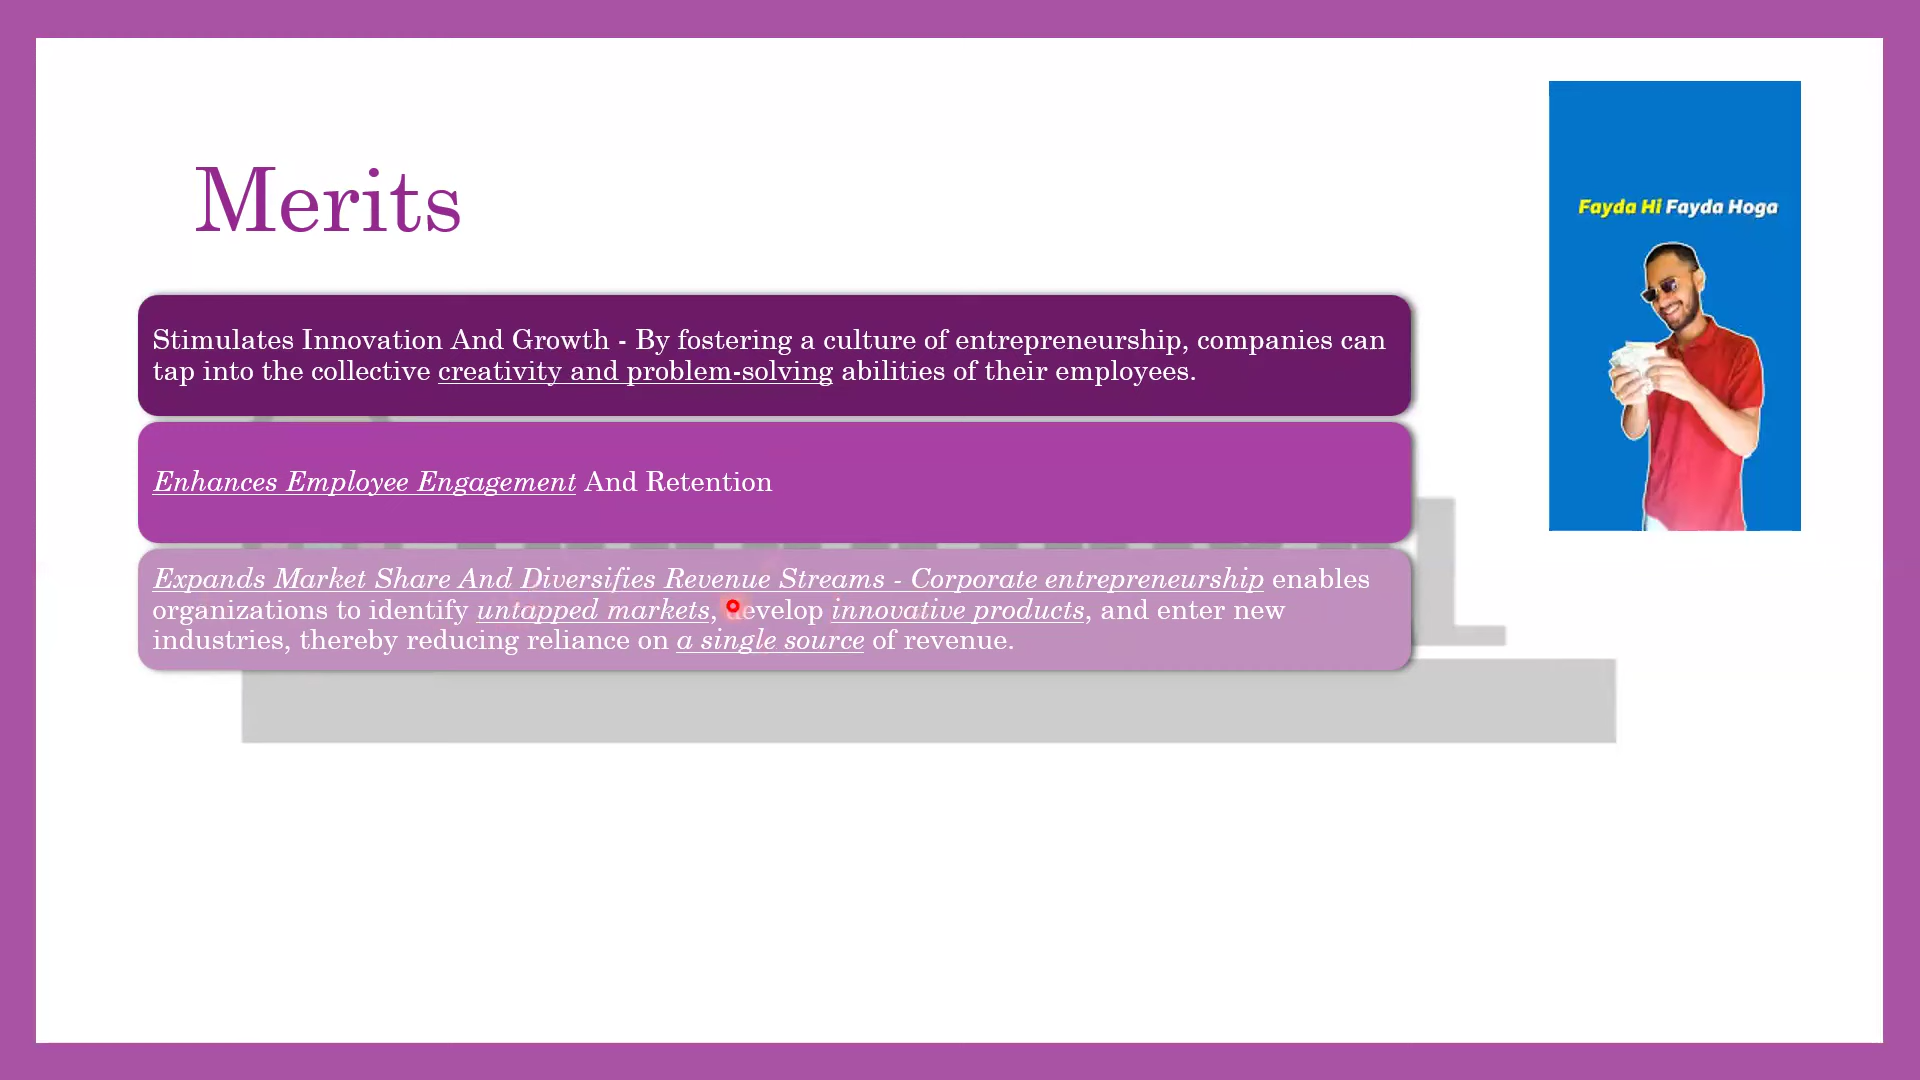 Merits
Fayda Hi Fayda Hoga
Stimulates Innovation And Growth - By fostering a culture of entrepreneurship, companies can
tap into the collective creativity and problem-solving abilities of their employees.
Enhances Employee Engagement And Retention
Expands Market Share And Diversifies Revenue Streams - Corporate entrepreneurship enables
organizations to identify untapped markets, develop innovative products, and enter new
industries, thereby reducing reliance on a single source of revenue.